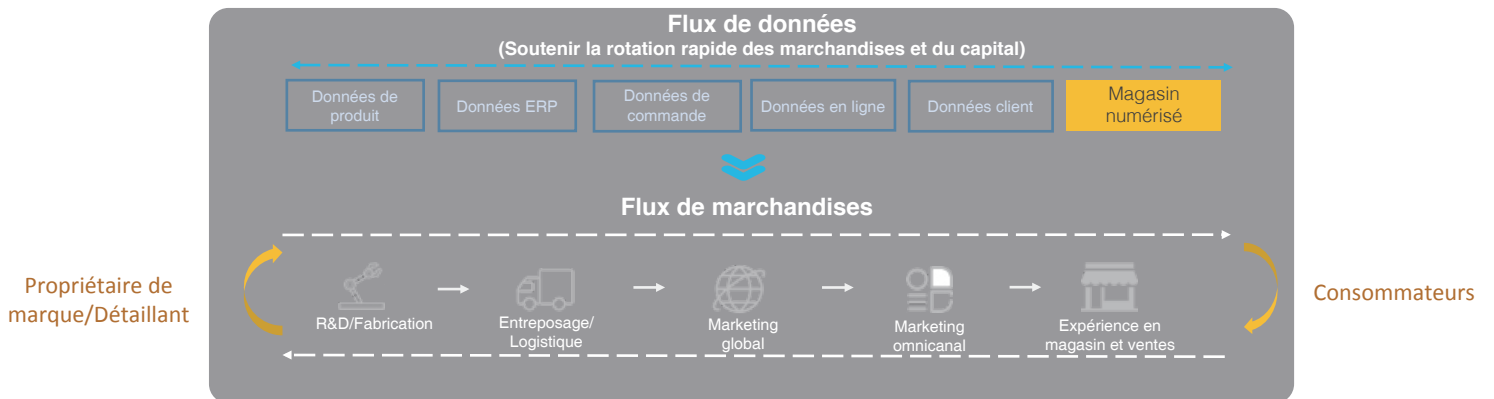 Flux de données
(Soutenir la rotation rapide des marchandises et du capital)
Données de
produit
Données ERP
Données de
commande
Données en ligne
Données client
Magasin
numérisé
Flux de marchandises
Propriétaire de
marque/Détaillant
R&D/Fabrication
Entreposage/
Logistique
Marketing
global
Marketing
omnicanal
Expérience en
magasin et ventes
Consommateurs